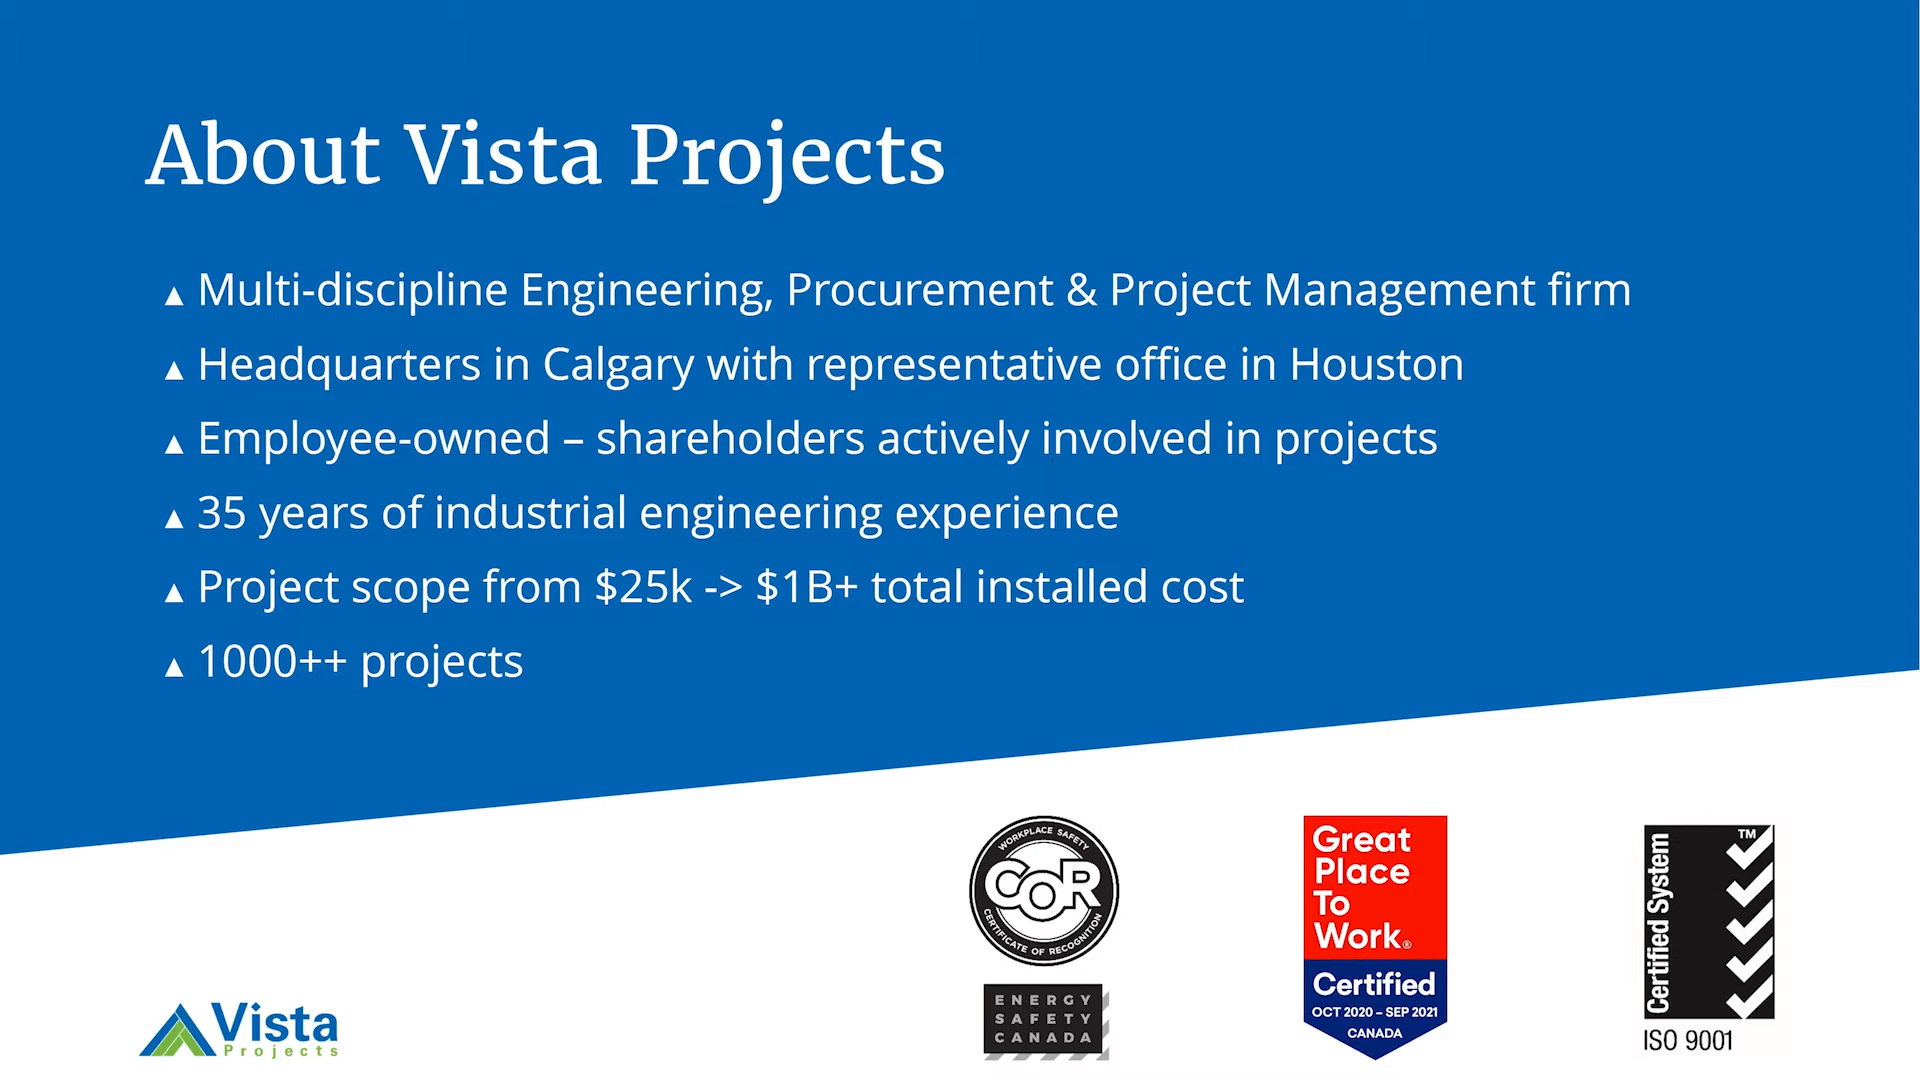 About Vista Projects
▲ Multi-discipline Engineering, Procurement & Project Management firm
▲ Headquarters in Calgary with representative office in Houston
▲ Employee-owned – shareholders actively involved in projects
▲ 35 years of industrial engineering experience
▲ Project scope from $25k -> $1B+ total installed cost
▲ 1000++ projects
WORKPLACE SAFETY
COR
CERTIFICATE OF RECOGNITION
ENERGY
SAFETY
CANADA
Great
Place
To
Work®
Certified
OCT 2020 – SEP 2021
CANADA
Certified System
TM
ISO 9001
Vista
Projects